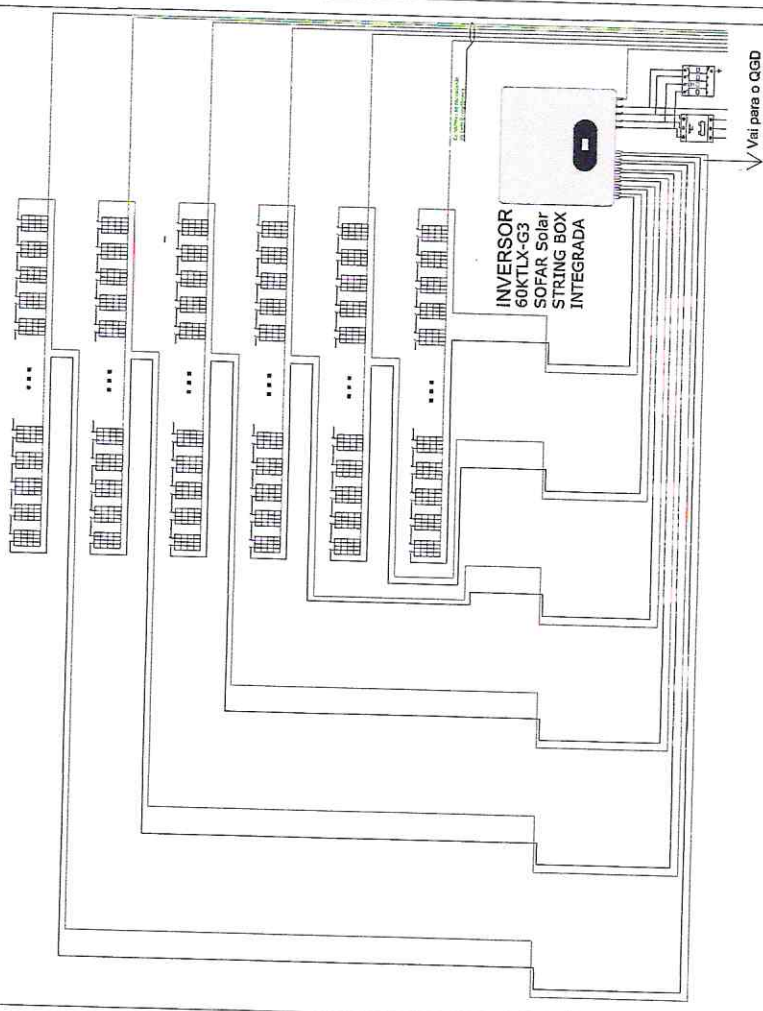 INVERSOR
60KTLX-G3
SOFAR Solar
STRING BOX
INTEGRADA
Vai para o QGD